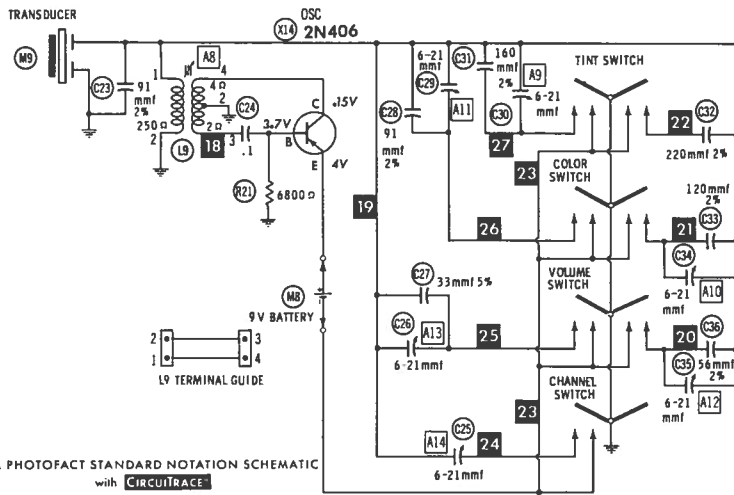 TRANSDUCER
M9
C23
91
mmf
2%
1
250Ω
2
L9
A8
4
4Ω
2
2Ω
3
18
C24
.1
X14
OSC
2N406
C
.15V
3.7V
B
E
4V
R21
6800Ω
M8
9V BATTERY
19
C28
91
mmf
2%
6-21
mmf
C29
A11
C31
160
mmf
2%
C30
A9
6-21
mmf
27
TINT SWITCH
22
C32
220mmf 2%
23
COLOR
SWITCH
26
120mmf
2%
21
C33
C34
6-21
mmf
A10
C27
33mmf 5%
C26
A13
6-21mmf
25
VOLUME
SWITCH
20
C36
56mmf
2%
C35
6-21
mmf
A12
CHANNEL
SWITCH
23
A14
C25
24
6-21mmf
2
3
1
4
L9 TERMINAL GUIDE
PHOTOFACT STANDARD NOTATION SCHEMATIC
with CIRCUITRACE